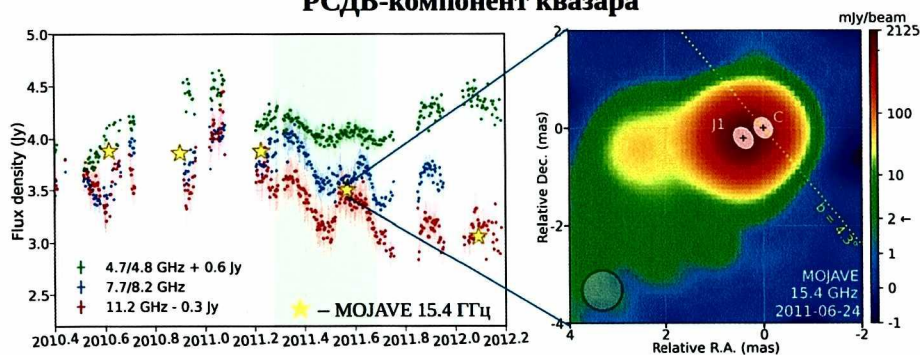 РСДБ-компонент квазара
mJy/beam
Flux density (Jy)
5.0
4.5
4.0
3.5
3.0
2.5
4.7/4.8 GHz + 0.6 Jy
7.7/8.2 GHz
11.2 GHz - 0.3 Jy
– MOJAVE 15.4 ГГц
2010.4 2010.6 2010.8 2011.0 2011.2 2011.4 2011.6 2011.8 2012.0 2012.2
Relative Dec. (mas)
2
0
-2
-4
J1
C
b = 4.3°
MOJAVE
15.4 GHz
2011-06-24
4 2 0 -2
Relative R.A. (mas)
2125
100
10
2 ←
1
0
-1